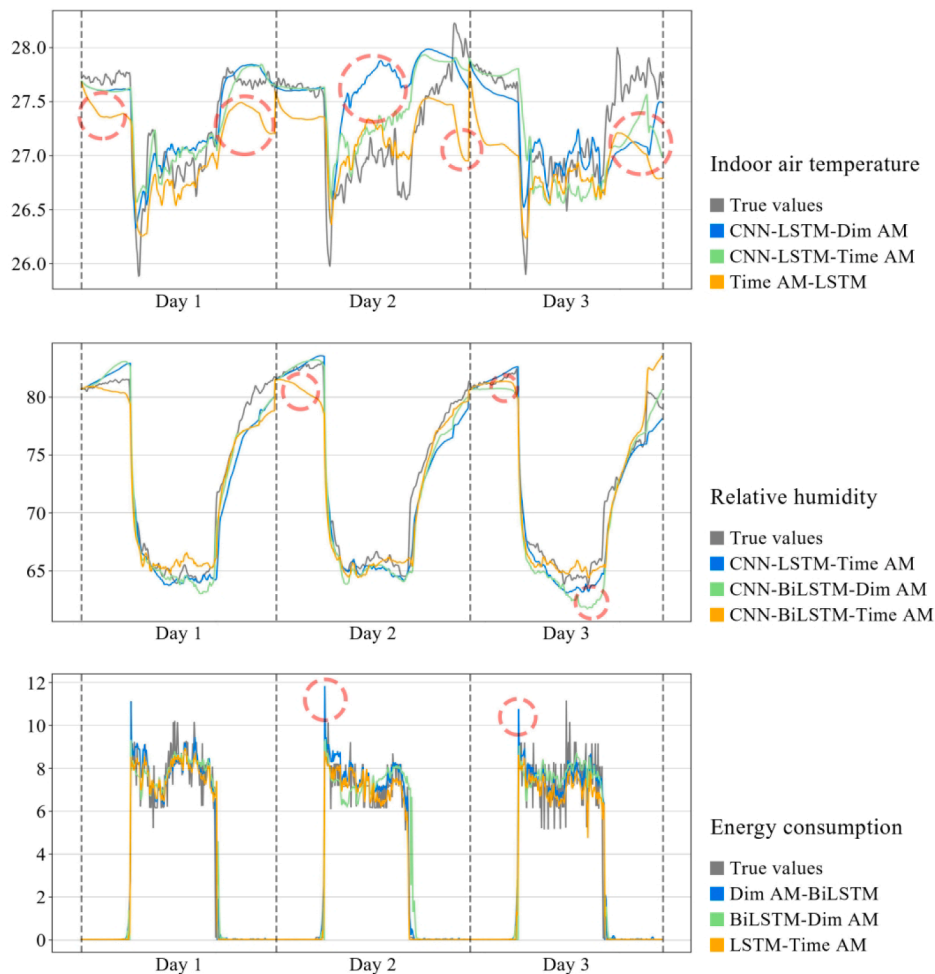 28.0
27.5
27.0
26.5
26.0
Day 1 Day 2 Day 3
Indoor air temperature
True values
CNN-LSTM-Dim AM
CNN-LSTM-Time AM
Time AM-LSTM
80
75
70
65
Day 1 Day 2 Day 3
Relative humidity
True values
CNN-LSTM-Time AM
CNN-BiLSTM-Dim AM
CNN-BiLSTM-Time AM
12
10
8
6
4
2
0
Day 1 Day 2 Day 3
Energy consumption
True values
Dim AM-BiLSTM
BiLSTM-Dim AM
LSTM-Time AM